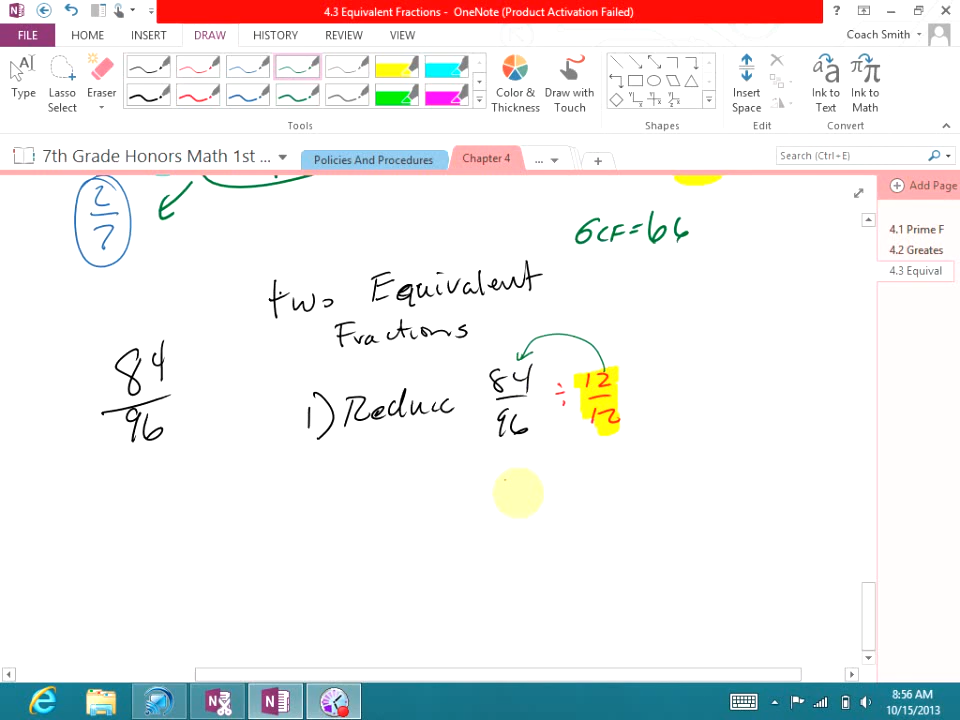 4.3 Equivalent Fractions - OneNote (Product Activation Failed)
FILE HOME INSERT DRAW HISTORY REVIEW VIEW
Coach Smith
Type
Lasso Select
Eraser
Color & Thickness
Draw with Touch
Insert Space
Ink to Text
Ink to Math
Tools Shapes Edit Convert
7th Grade Honors Math 1st ...
Policies And Procedures
Chapter 4
...
Search (Ctrl+E)
Add Page
4.1 Prime F
4.2 Greates
4.3 Equival
2/7
GCF=66
two Equivalent
Fractions
84/96
1) Reduce 84/96 ÷ 12/12
8:56 AM
10/15/2013